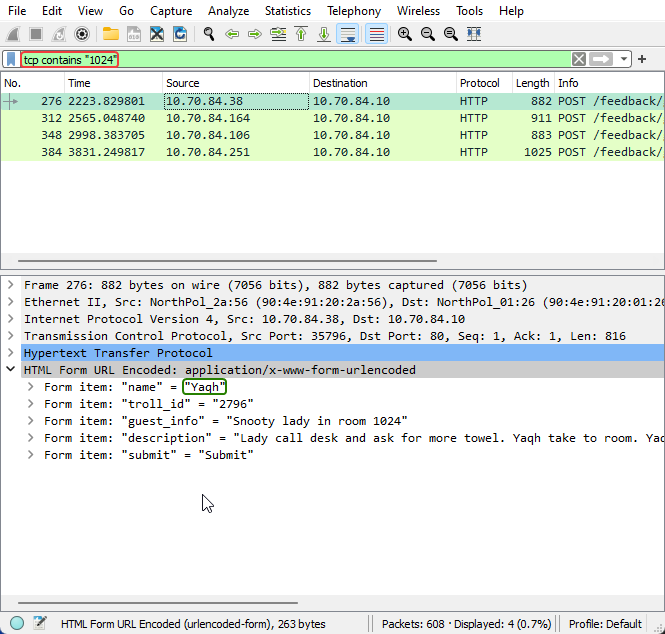 File Edit View Go Capture Analyze Statistics Telephony Wireless Tools Help
tcp contains "1024"
No. Time Source Destination Protocol Length Info
276 2223.829801 10.70.84.38 10.70.84.10 HTTP 882 POST /feedback/
312 2565.048740 10.70.84.164 10.70.84.10 HTTP 911 POST /feedback/
348 2998.383705 10.70.84.106 10.70.84.10 HTTP 883 POST /feedback/
384 3831.249817 10.70.84.251 10.70.84.10 HTTP 1025 POST /feedback/
Frame 276: 882 bytes on wire (7056 bits), 882 bytes captured (7056 bits)
Ethernet II, Src: NorthPol_2a:56 (90:4e:91:20:2a:56), Dst: NorthPol_01:26 (90:4e:91:20:01:26
Internet Protocol Version 4, Src: 10.70.84.38, Dst: 10.70.84.10
Transmission Control Protocol, Src Port: 35796, Dst Port: 80, Seq: 1, Ack: 1, Len: 816
Hypertext Transfer Protocol
HTML Form URL Encoded: application/x-www-form-urlencoded
Form item: "name" = "Yaqh"
Form item: "troll_id" = "2796"
Form item: "guest_info" = "Snooty lady in room 1024"
Form item: "description" = "Lady call desk and ask for more towel. Yaqh take to room. Yaq
Form item: "submit" = "Submit"
HTML Form URL Encoded (urlencoded-form), 263 bytes Packets: 608 · Displayed: 4 (0.7%) Profile: Default